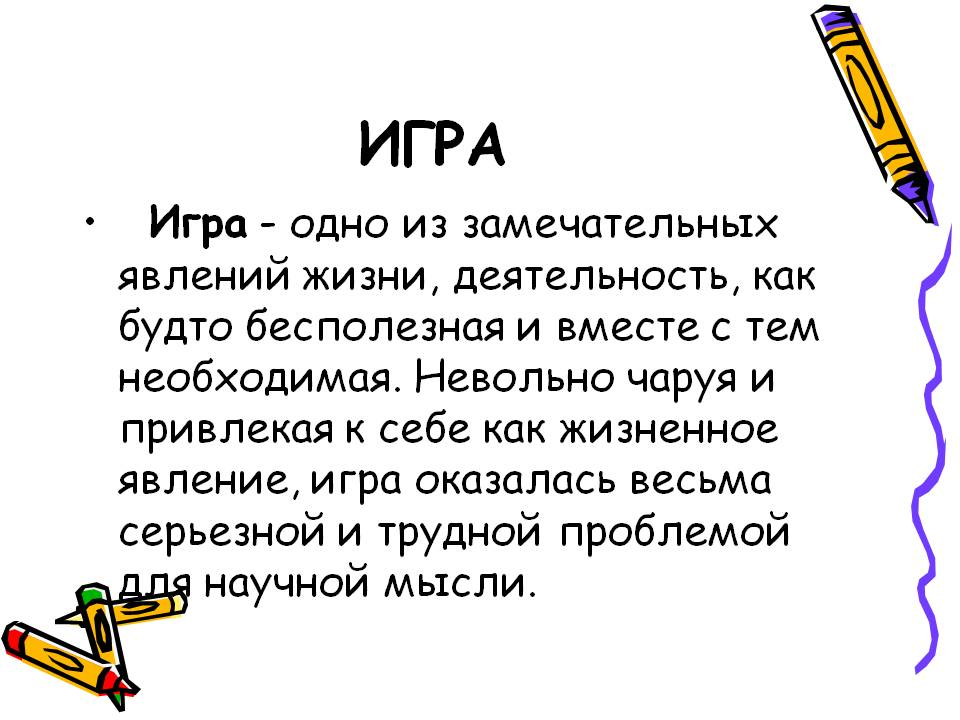 ИГРА
• Игра - одно из замечательных
явлений жизни, деятельность, как
будто бесполезная и вместе с тем
необходимая. Невольно чаруя и
привлекая к себе как жизненное
явление, игра оказалась весьма
серьезной и трудной проблемой
для научной мысли.